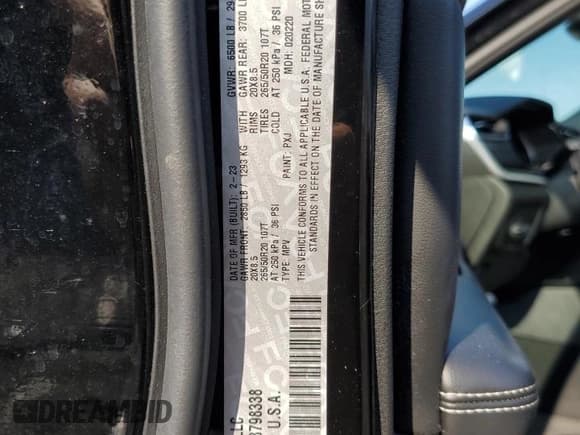 LLC
DATE OF MFR (BUILT): 2-23 GVWR: 6500 LB / 29
GAWR FRONT: 2850 LB / 1293 KG WITH GAWR REAR: 3700 L
20X8.5 RIMS 20X8.5
265/50R20 107T TIRES 265/50R20 107T
AT 250 kPa / 36 PSI COLD AT 250 kPa / 36 PSI
TYPE: MPV PAINT: PXJ MDH: 020220
THIS VEHICLE CONFORMS TO ALL APPLICABLE U.S.A. FEDERAL MOTO
STANDARDS IN EFFECT ON THE DATE OF MANUFACTURE SH
8798338
U.S.A.
DREAMBID